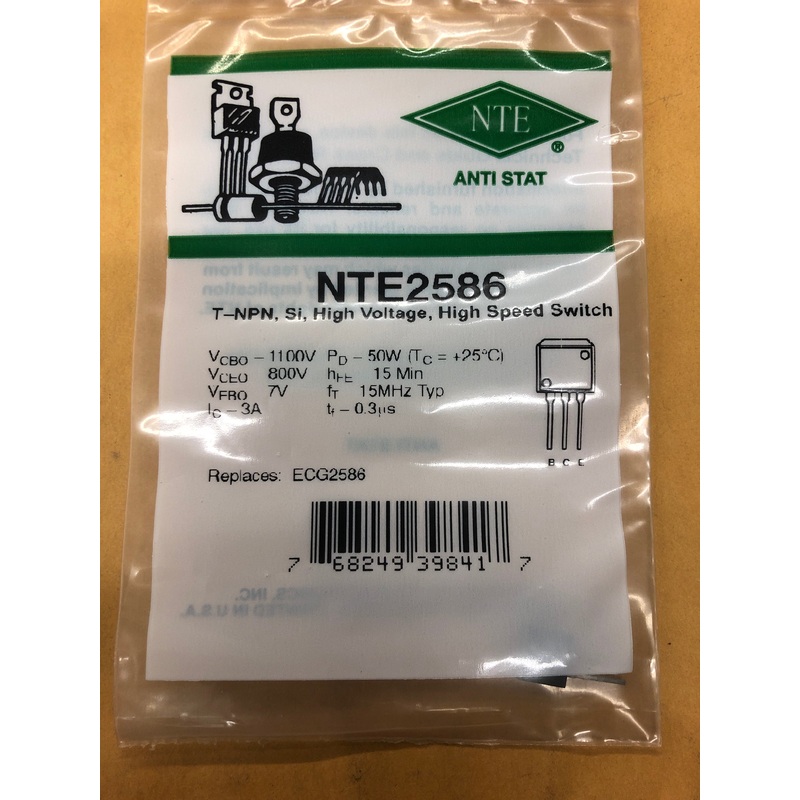 NTE
®
ANTI STAT
NTE2586
T–NPN, Si, High Voltage, High Speed Switch
VCBO – 1100V PD – 50W (TC = +25°C)
VCEO 800V hFE 15 Min
VEBO 7V fT 15MHz Typ
IC – 3A tf – 0.3µs
B C E
Replaces: ECG2586
7 68249 39841 7